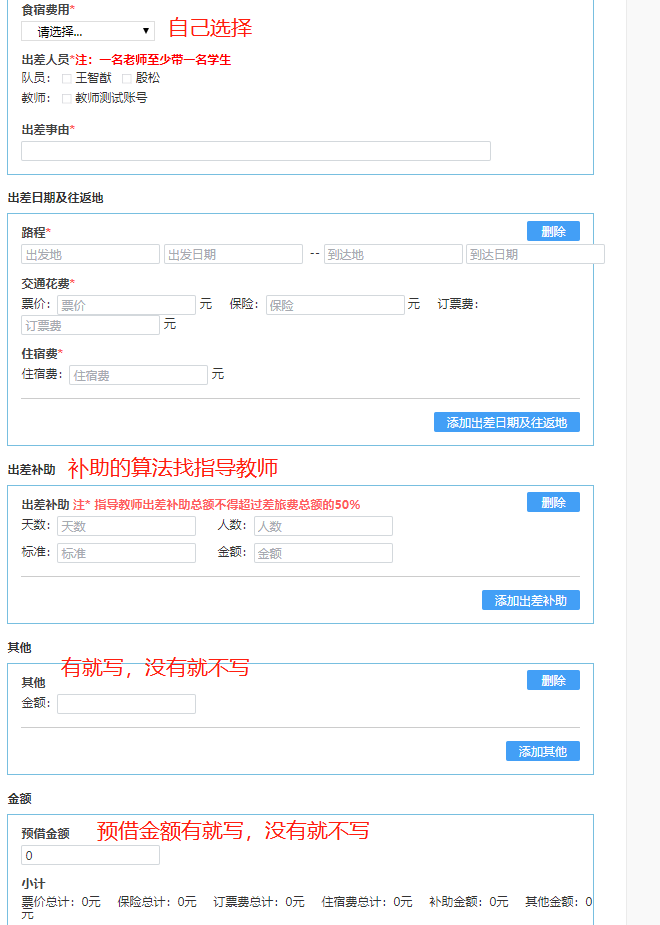 食宿费用*
请选择... 自己选择
出差人员*注：一名老师至少带一名学生
队员： 王智猷 殷松
教师： 教师测试账号
出差事由*
出差日期及往返地
路程* 删除
出发地 出发日期 -- 到达地 到达日期
交通花费*
票价： 票价 元 保险： 保险 元 订票费：
订票费 元
住宿费*
住宿费： 住宿费 元
添加出差日期及往返地
出差补助 补助的算法找指导教师
出差补助 注* 指导教师出差补助总额不得超过差旅费总额的50% 删除
天数： 天数 人数： 人数
标准： 标准 金额： 金额
添加出差补助
其他
有就写，没有就不写
其他 删除
金额：
添加其他
金额
预借金额 预借金额有就写，没有就不写
0
小计
票价总计：0元 保险总计：0元 订票费总计：0元 住宿费总计：0元 补助金额：0元 其他金额：0
元